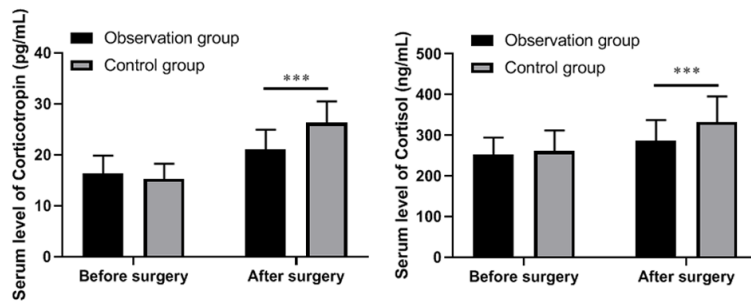 Serum level of Corticotropin (pg/mL)
40
30
20
10
0
Observation group
Control group
***
Before surgery
After surgery
Serum level of Cortisol (ng/mL)
500
400
300
200
100
0
Observation group
Control group
***
Before surgery
After surgery